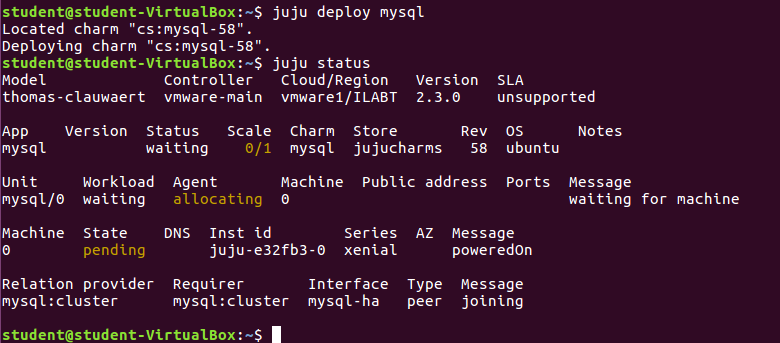 student@student-VirtualBox:~$ juju deploy mysql
Located charm "cs:mysql-58".
Deploying charm "cs:mysql-58".
student@student-VirtualBox:~$ juju status
Model             Controller   Cloud/Region   Version  SLA
thomas-clauwaert  vmware-main  vmware1/ILABT  2.3.0    unsupported
App    Version  Status   Scale  Charm  Store       Rev  OS      Notes
mysql           waiting    0/1  mysql  jujucharms   58  ubuntu
Unit     Workload  Agent       Machine  Public address  Ports  Message
mysql/0  waiting   allocating  0                               waiting for machine
Machine  State    DNS  Inst id        Series  AZ  Message
0        pending       juju-e32fb3-0  xenial      poweredOn
Relation provider  Requirer       Interface  Type  Message
mysql:cluster      mysql:cluster  mysql-ha   peer  joining
student@student-VirtualBox:~$